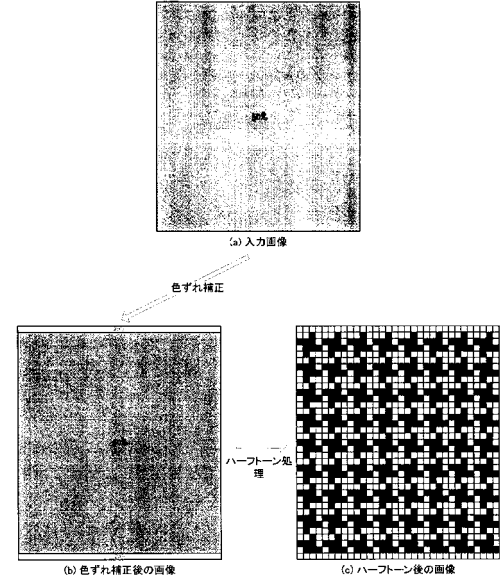 (a) 入力画像
色ずれ補正
ハーフトーン処
理
(b) 色ずれ補正後の画像
(c) ハーフトーン後の画像